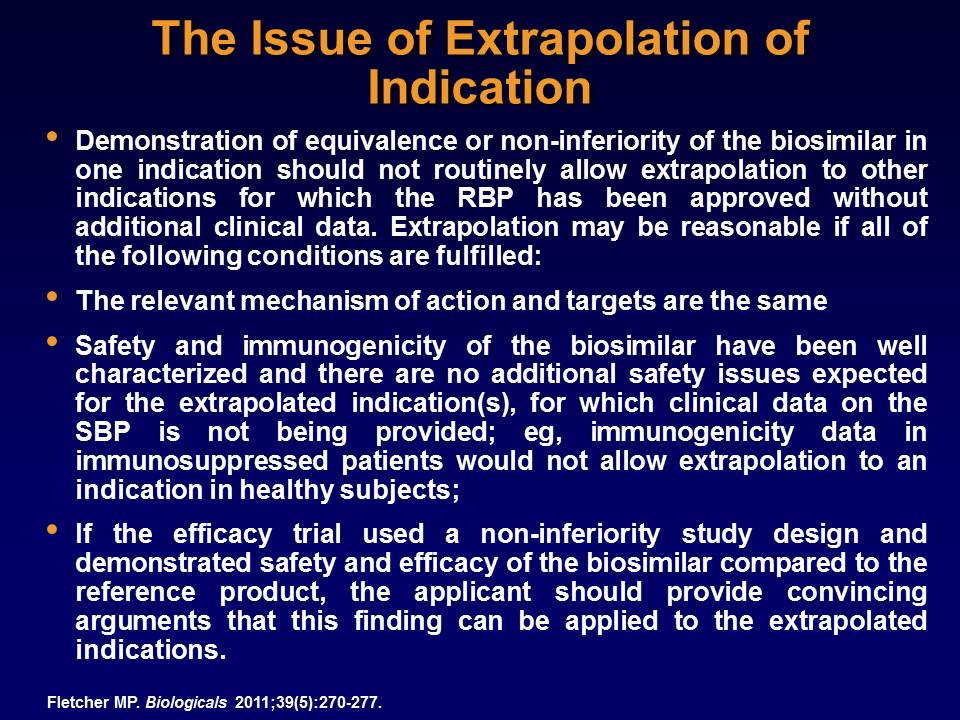 The Issue of Extrapolation of
Indication
• Demonstration of equivalence or non-inferiority of the biosimilar in
one indication should not routinely allow extrapolation to other
indications for which the RBP has been approved without
additional clinical data. Extrapolation may be reasonable if all of
the following conditions are fulfilled:
• The relevant mechanism of action and targets are the same
• Safety and immunogenicity of the biosimilar have been well
characterized and there are no additional safety issues expected
for the extrapolated indication(s), for which clinical data on the
SBP is not being provided; eg, immunogenicity data in
immunosuppressed patients would not allow extrapolation to an
indication in healthy subjects;
• If the efficacy trial used a non-inferiority study design and
demonstrated safety and efficacy of the biosimilar compared to the
reference product, the applicant should provide convincing
arguments that this finding can be applied to the extrapolated
indications.
Fletcher MP. Biologicals 2011;39(5):270-277.